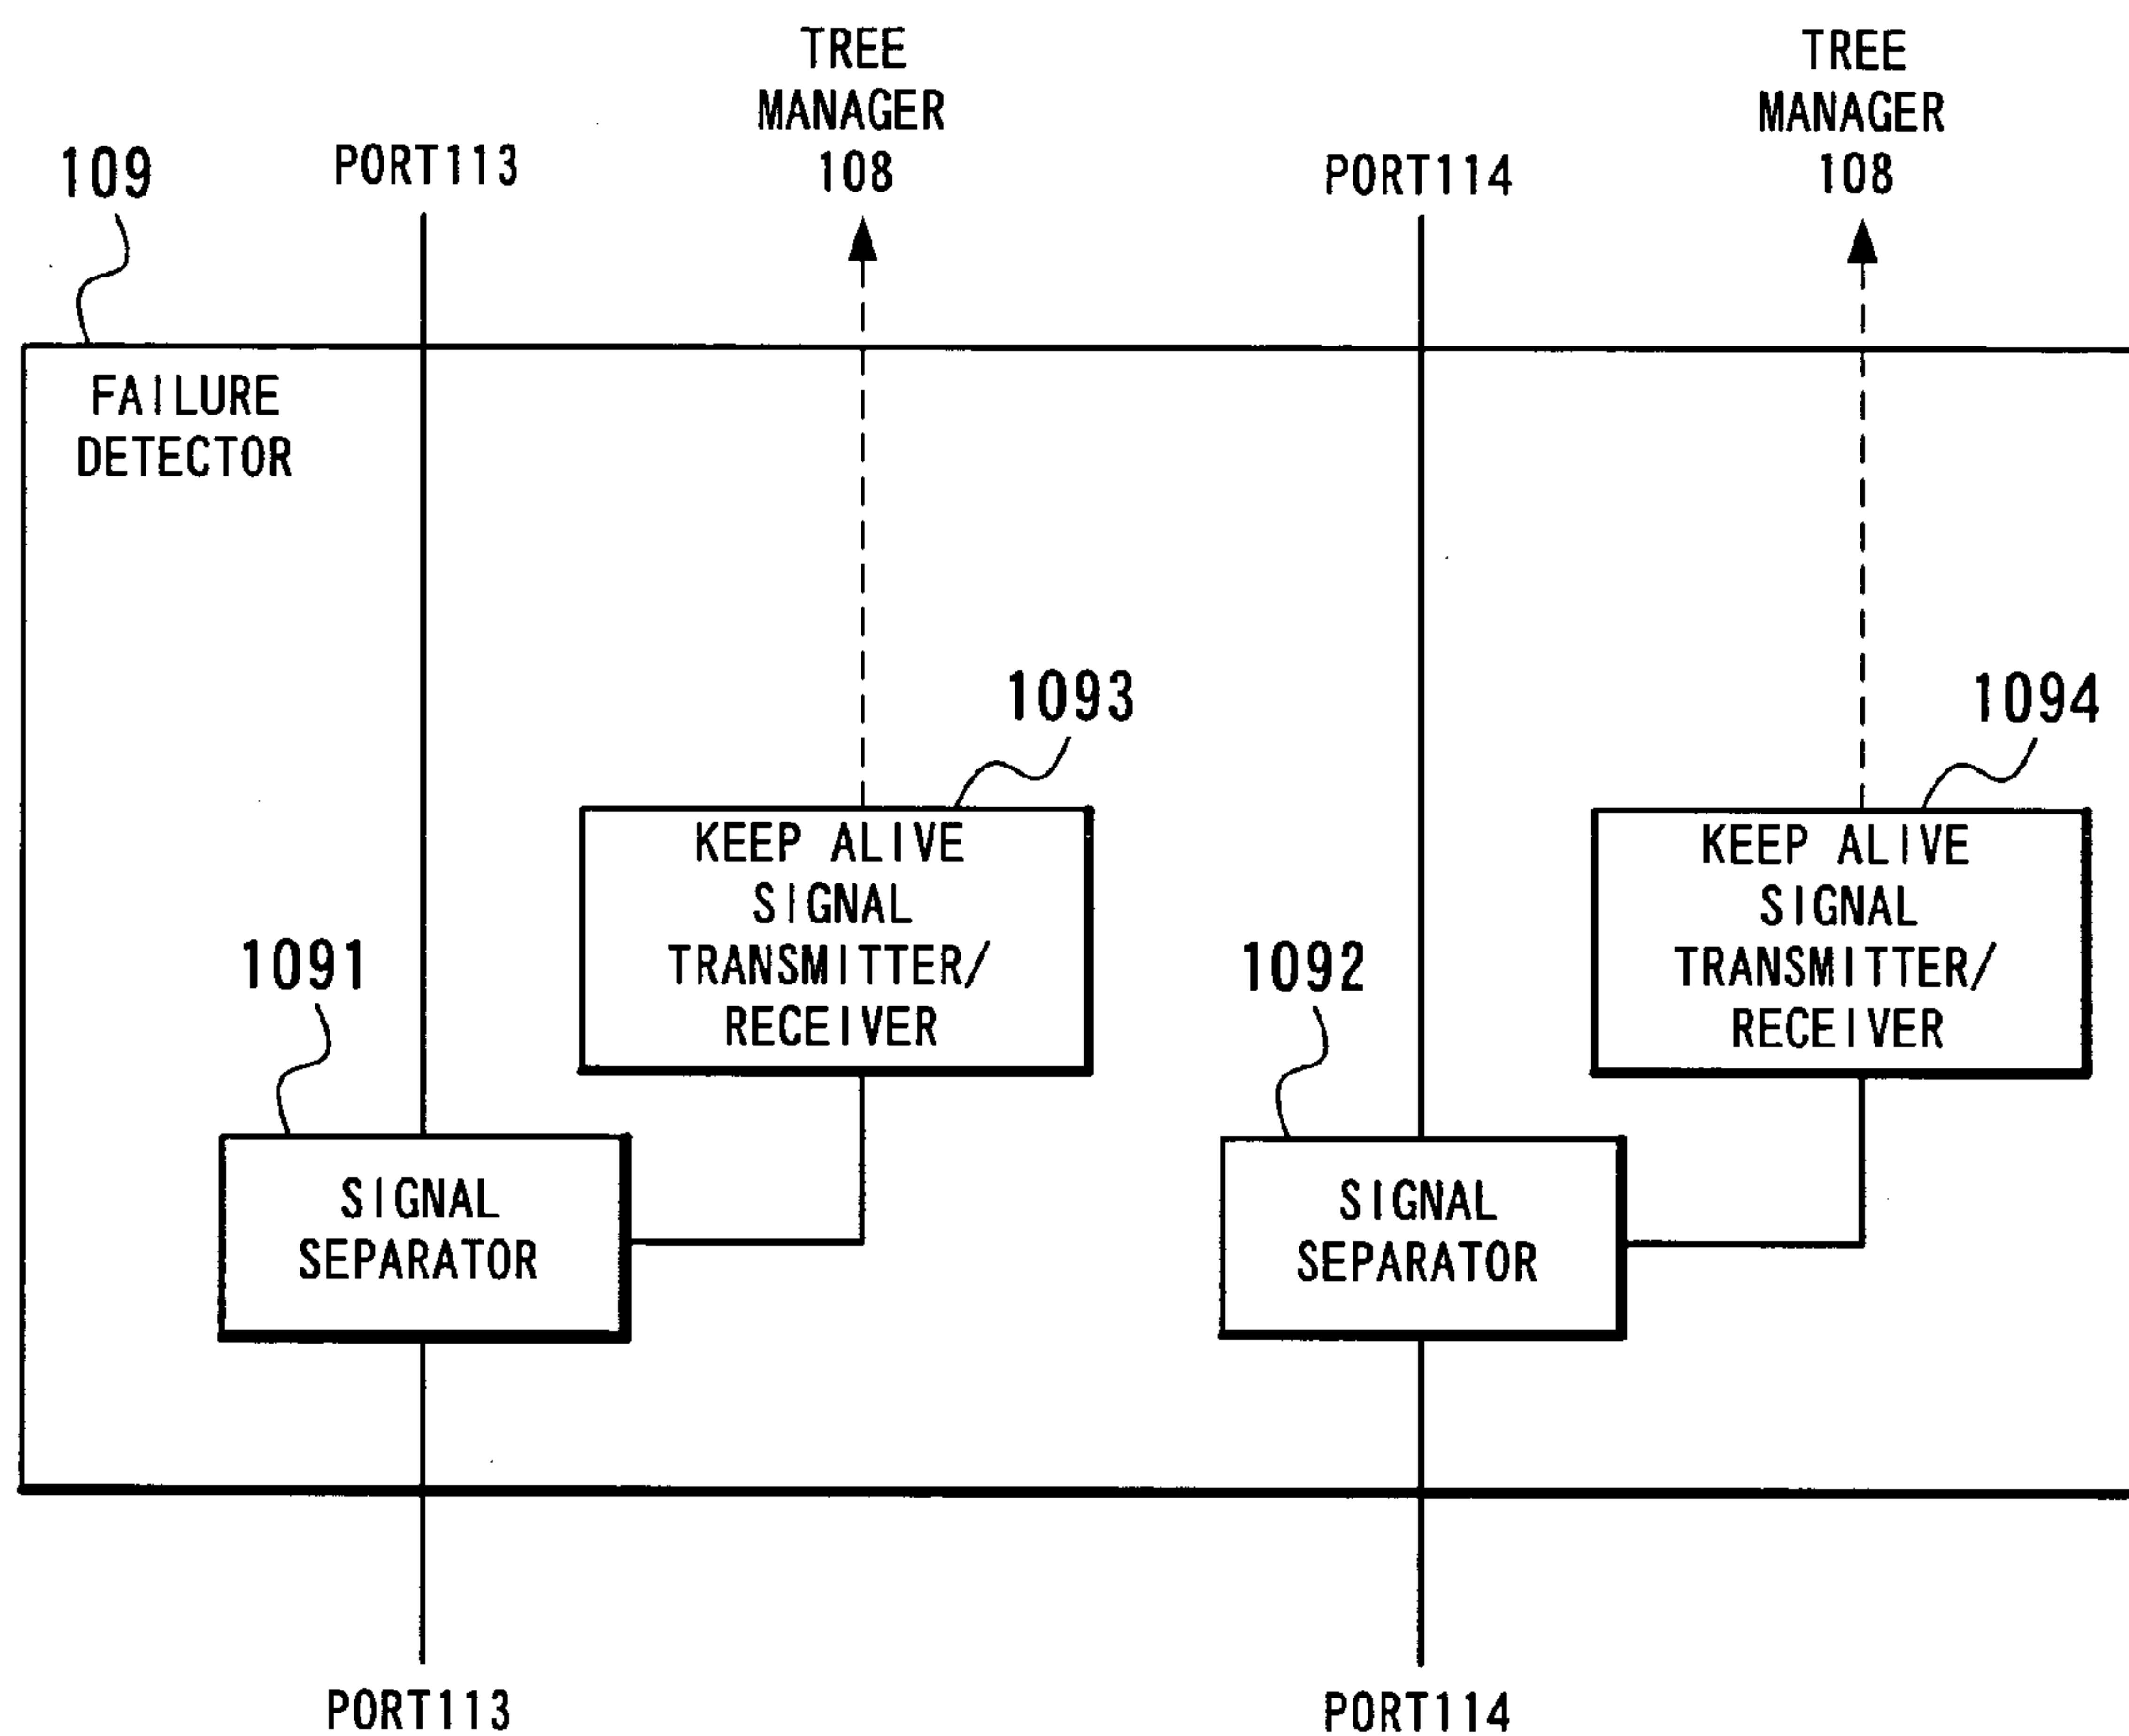 TREE
MANAGER
108
TREE
MANAGER
108
109
PORT113
PORT114
FAILURE
DETECTOR
1093
1094
KEEP ALIVE
SIGNAL
TRANSMITTER/
RECEIVER
KEEP ALIVE
SIGNAL
TRANSMITTER/
RECEIVER
1091
1092
SIGNAL
SEPARATOR
SIGNAL
SEPARATOR
PORT113
PORT114